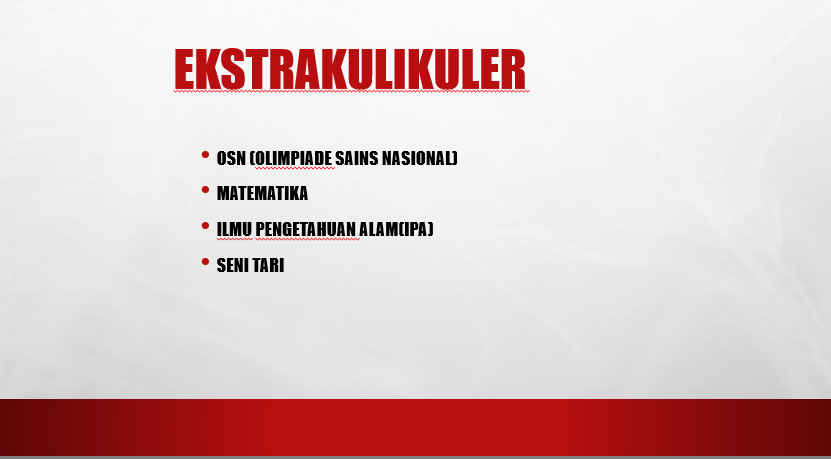 EKSTRAKULIKULER
• OSN (OLIMPIADE SAINS NASIONAL)
• MATEMATIKA
• ILMU PENGETAHUAN ALAM(IPA)
• SENI TARI